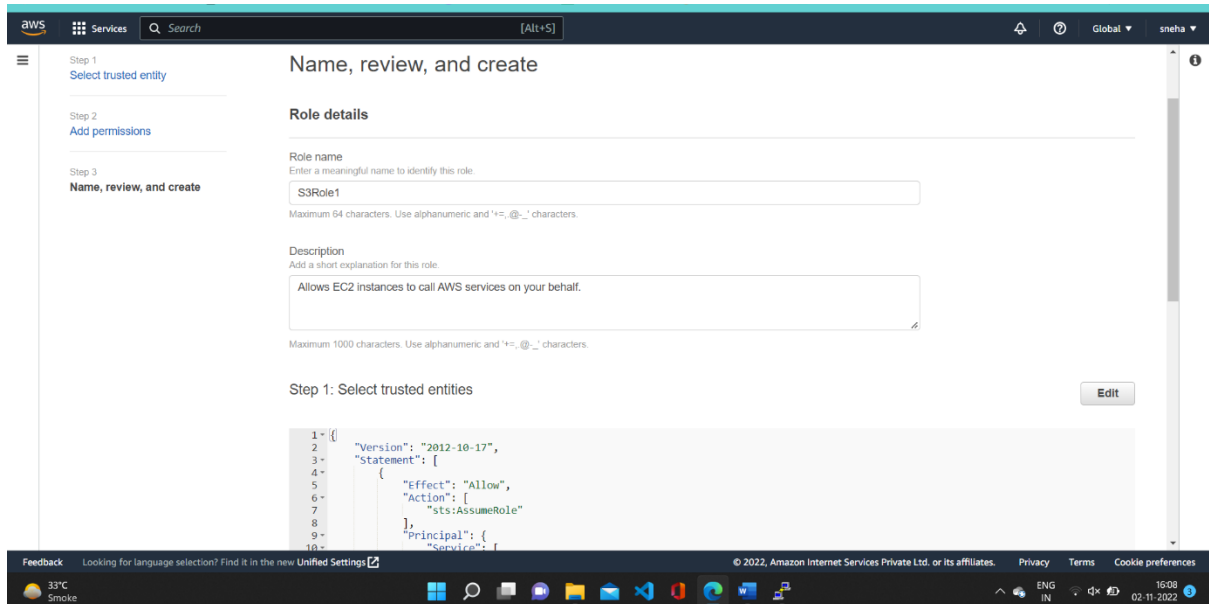 aws
Services
Search
[Alt+S]
Global ▼
sneha ▼
Step 1
Select trusted entity
Step 2
Add permissions
Step 3
Name, review, and create
Name, review, and create
Role details
Role name
Enter a meaningful name to identify this role.
S3Role1
Maximum 64 characters. Use alphanumeric and '+=,.@-_' characters.
Description
Add a short explanation for this role.
Allows EC2 instances to call AWS services on your behalf.
Maximum 1000 characters. Use alphanumeric and '+=,.@-_' characters.
Step 1: Select trusted entities
Edit
1 {
2 "Version": "2012-10-17",
3 "Statement": [
4 {
5 "Effect": "Allow",
6 "Action": [
7 "sts:AssumeRole"
8 ],
9 "Principal": {
10 "Service": [
Feedback
Looking for language selection? Find it in the new Unified Settings
© 2022, Amazon Internet Services Private Ltd. or its affiliates.
Privacy
Terms
Cookie preferences
33°C
Smoke
ENG
IN
16:08
02-11-2022
3